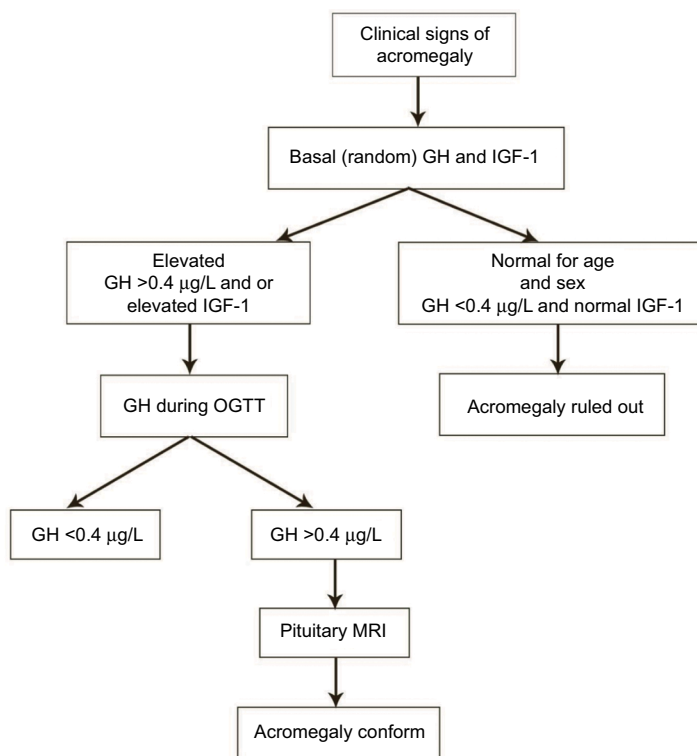 Clinical signs of
acromegaly
Basal (random) GH and IGF-1
Elevated
GH >0.4 μg/L and or
elevated IGF-1
Normal for age
and sex
GH <0.4 μg/L and normal IGF-1
GH during OGTT
Acromegaly ruled out
GH <0.4 μg/L
GH >0.4 μg/L
Pituitary MRI
Acromegaly conform